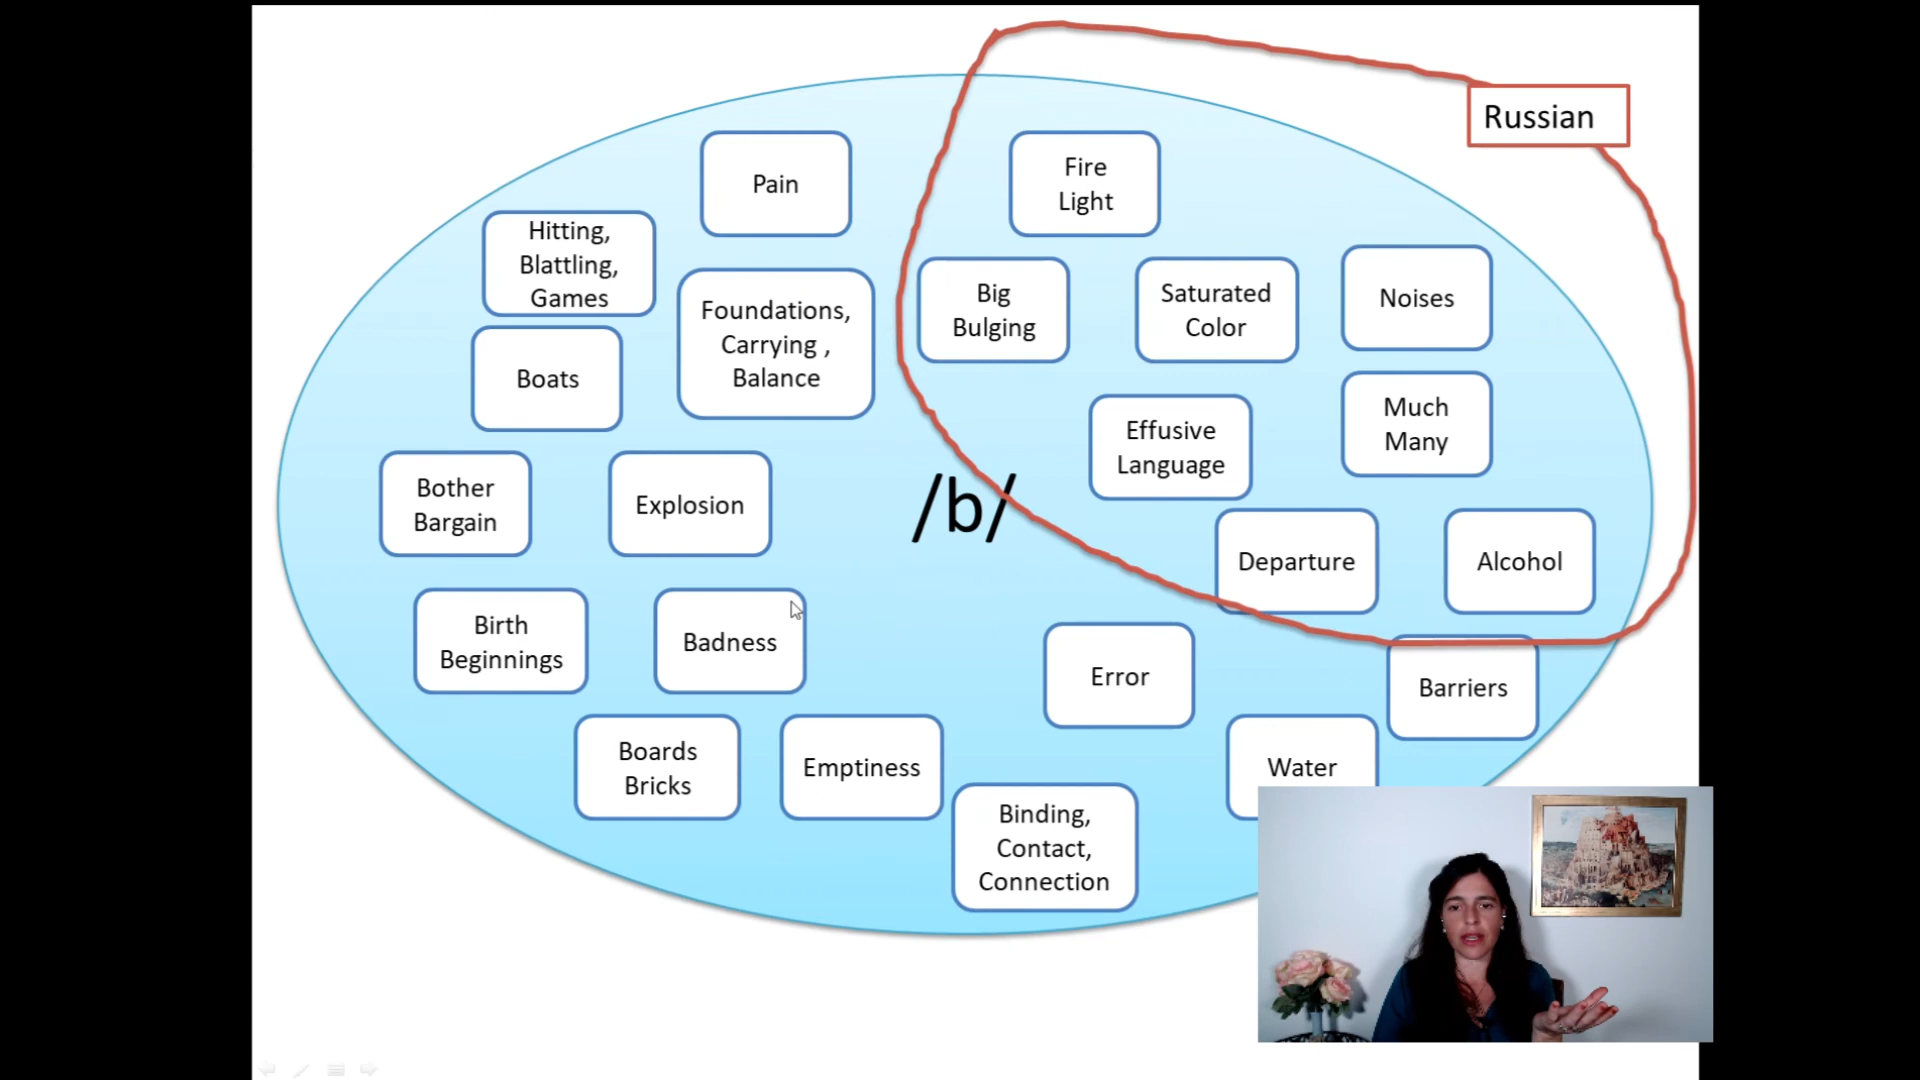 Russian
Pain
Fire
Light
Hitting,
Blattling,
Games
Foundations,
Carrying ,
Balance
Big
Bulging
Saturated
Color
Noises
Boats
Effusive
Language
Much
Many
Bother
Bargain
Explosion
/b/
Departure
Alcohol
Birth
Beginnings
Badness
Error
Barriers
Boards
Bricks
Emptiness
Water
Binding,
Contact,
Connection